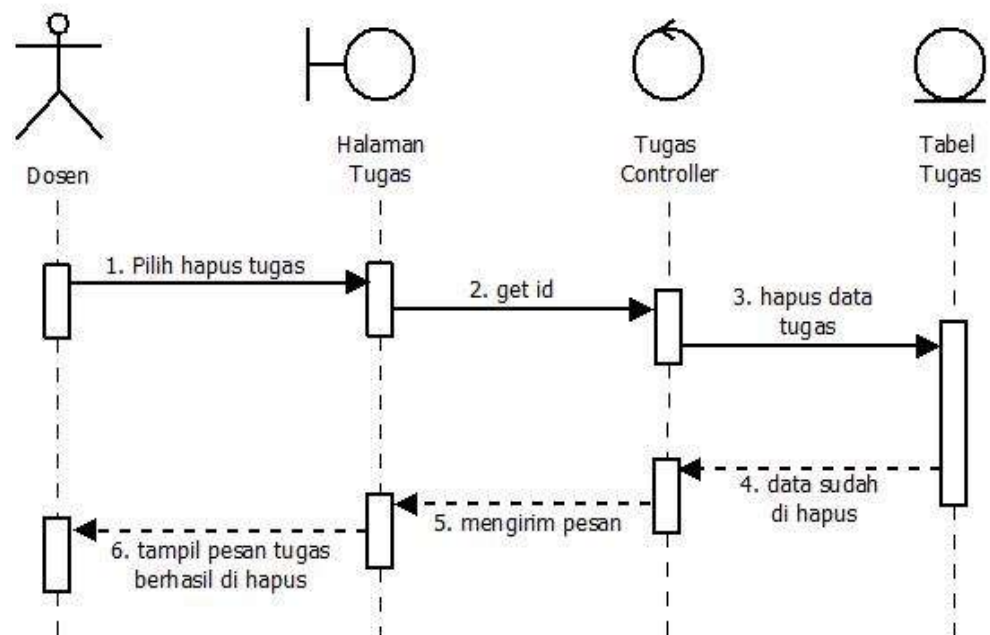 Dosen
Halaman
Tugas
Tugas
Controller
Tabel
Tugas
1. Pilih hapus tugas
2. get id
3. hapus data
tugas
4. data sudah
di hapus
5. mengirim pesan
6. tampil pesan tugas
berhasil di hapus